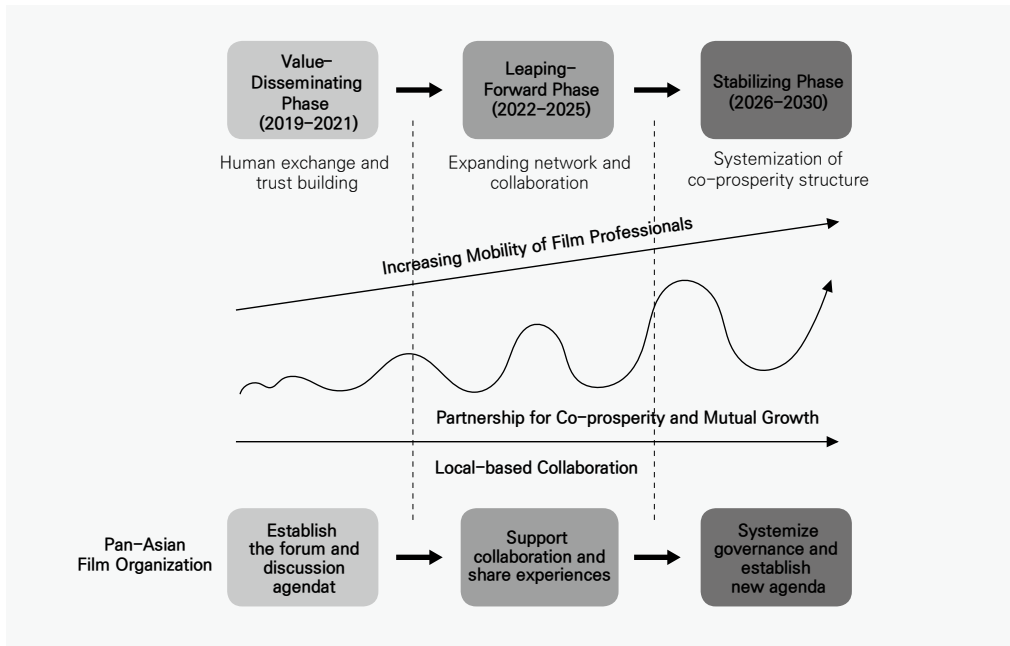 Value-
Disseminating
Phase
(2019-2021)
Leaping-
Forward Phase
(2022-2025)
Stabilizing Phase
(2026-2030)
Human exchange and
trust building
Expanding network and
collaboration
Systemization of
co-prosperity structure
Increasing Mobility of Film Professionals
Partnership for Co-prosperity and Mutual Growth
Local-based Collaboration
Pan-Asian
Film Organization
Establish
the forum and
discussion
agendat
Support
collaboration and
share experiences
Systemize
governance and
establish
new agenda